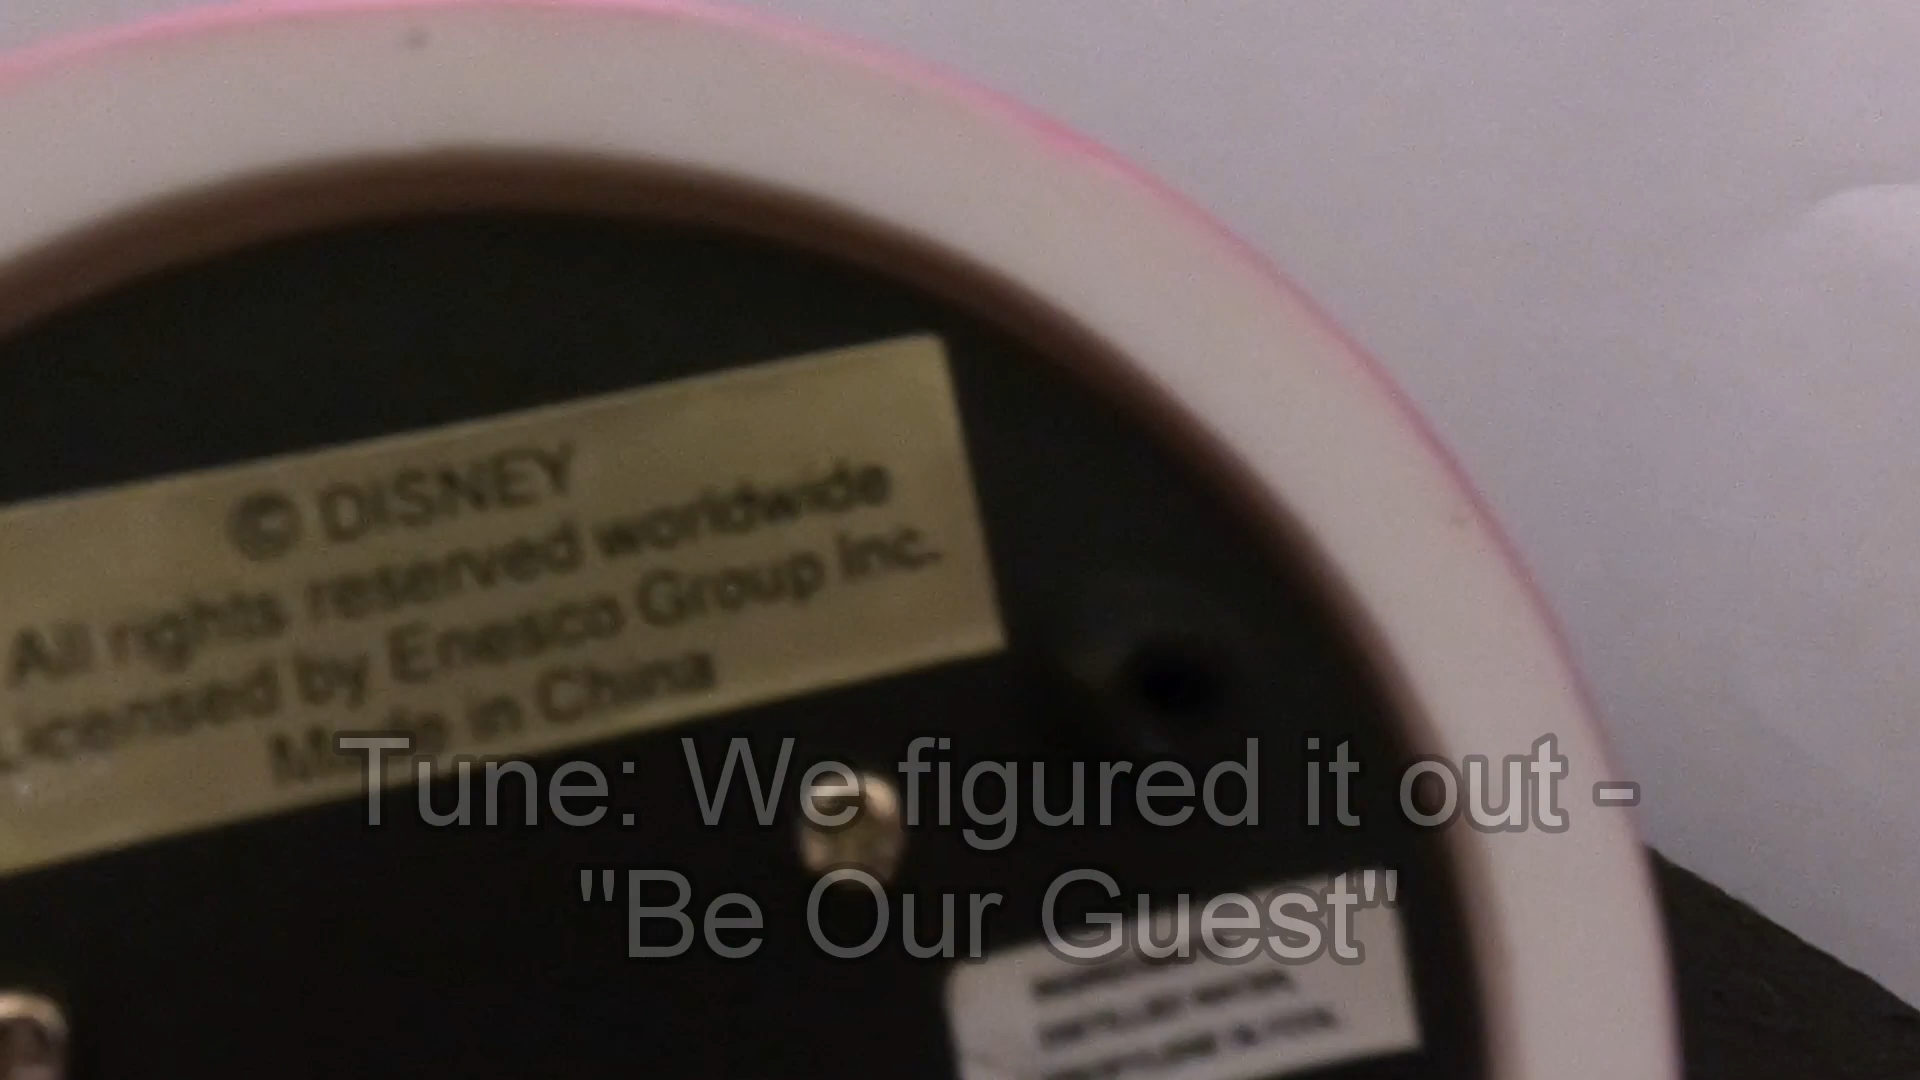 © DISNEY
All rights reserved worldwide
Licensed by Enesco Group Inc.
Made in China
Tune: We figured it out -
"Be Our Guest"